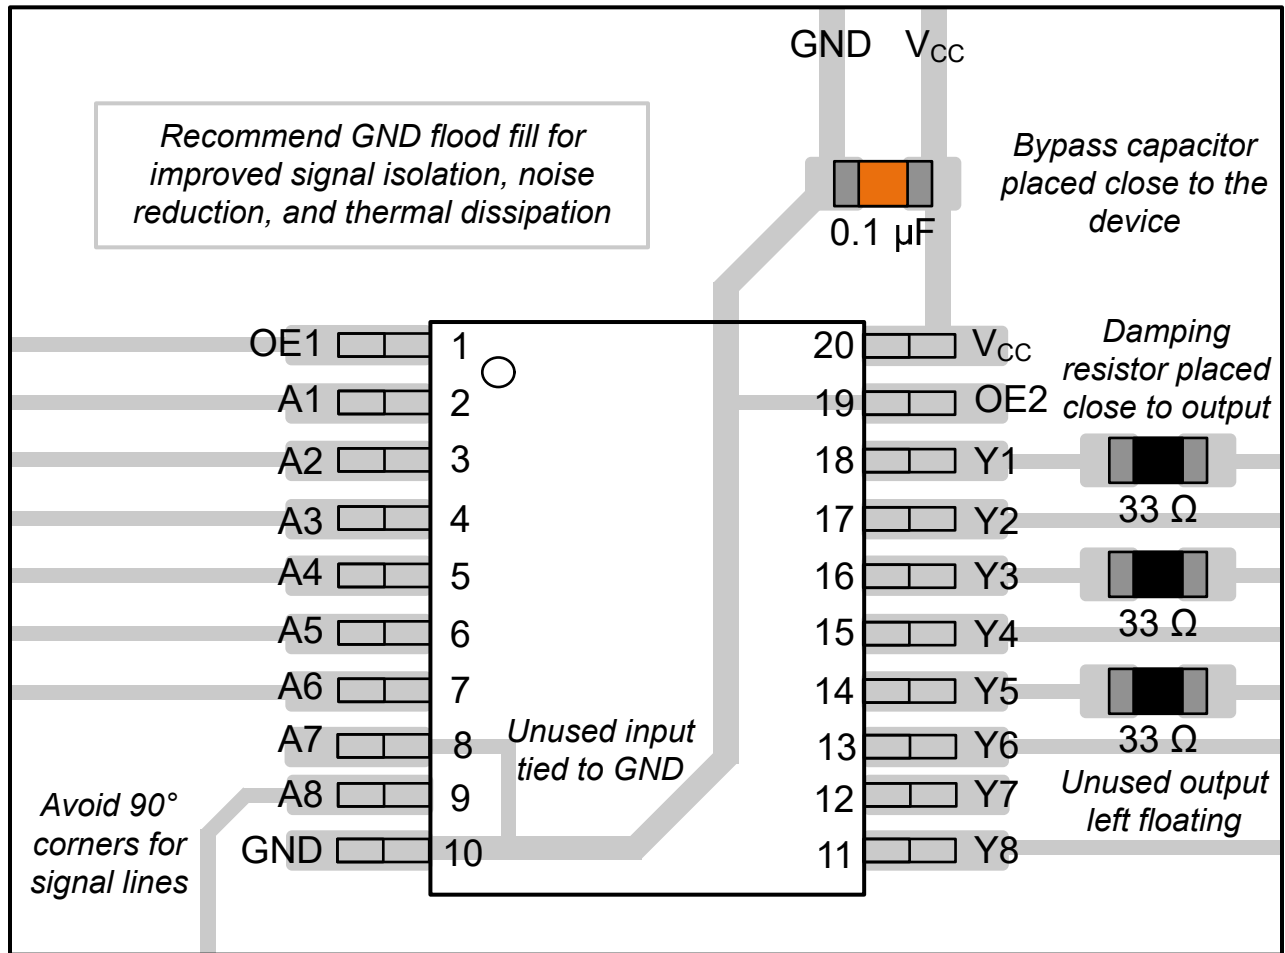 GND V_CC
Recommend GND flood fill for
improved signal isolation, noise
reduction, and thermal dissipation
Bypass capacitor
placed close to the
device
0.1 µF
OE1 1
A1 2
A2 3
A3 4
A4 5
A5 6
A6 7
A7 8
A8 9
GND 10
Unused input
tied to GND
Avoid 90°
corners for
signal lines
20 V_CC
19 OE2
18 Y1
17 Y2
16 Y3
15 Y4
14 Y5
13 Y6
12 Y7
11 Y8
Damping
resistor placed
close to output
33 Ω
33 Ω
33 Ω
Unused output
left floating